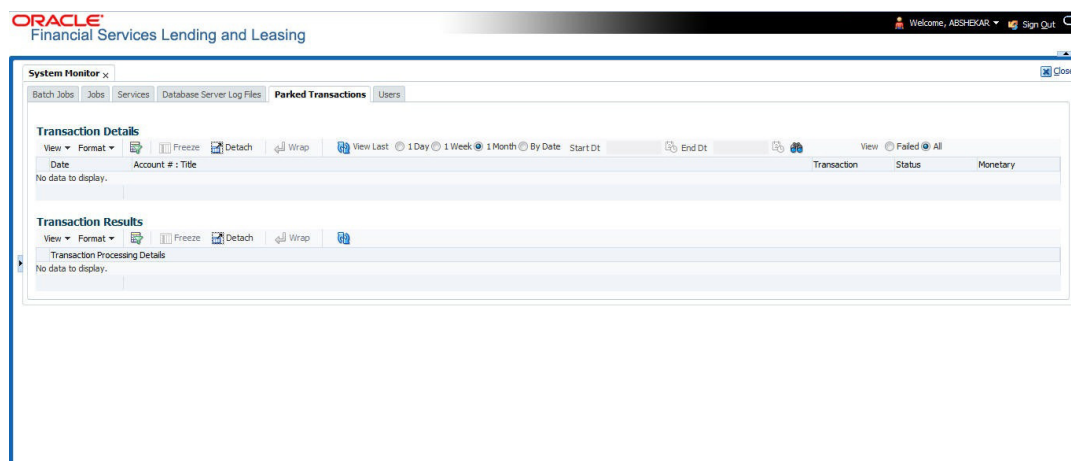 ORACLE
Financial Services Lending and Leasing
Welcome, ABSHEKAR Sign Out
System Monitor x
Close
Batch Jobs Jobs Services Database Server Log Files Parked Transactions Users
Transaction Details
View Format Freeze Detach Wrap View Last 1 Day 1 Week 1 Month By Date Start Dt End Dt View Failed All
Date Account # : Title Transaction Status Monetary
No data to display.
Transaction Results
View Format Freeze Detach Wrap
Transaction Processing Details
No data to display.